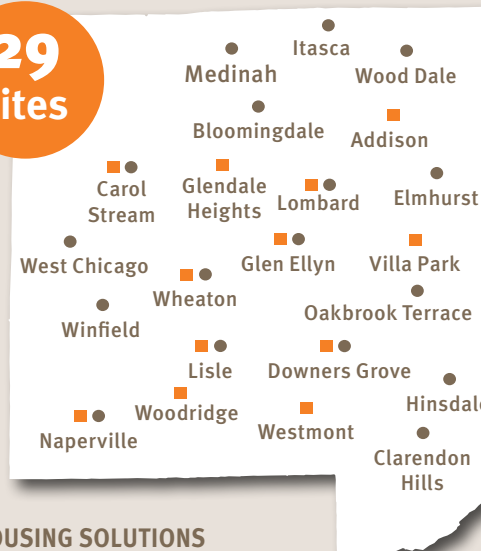 29
ites
Itasca
Medinah
Wood Dale
Bloomingdale
Addison
Carol
Stream
Glendale
Heights
Lombard
Elmhurst
West Chicago
Glen Ellyn
Villa Park
Wheaton
Oakbrook Terrace
Winfield
Lisle
Downers Grove
Woodridge
Hinsdal
Naperville
Westmont
Clarendon
Hills
OUSING SOLUTIONS